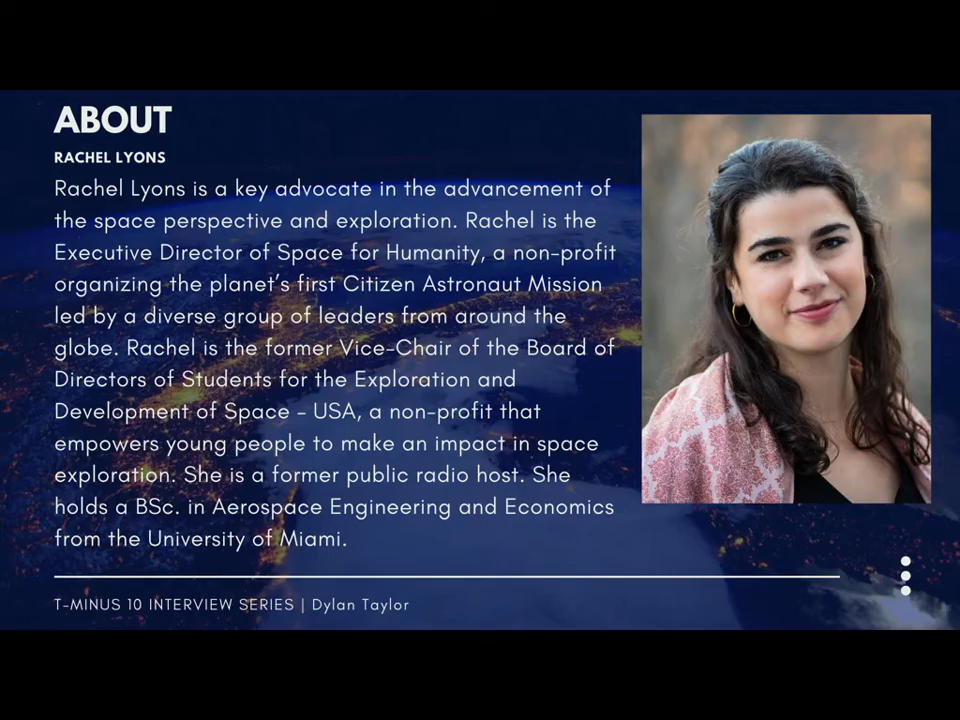 ABOUT
RACHEL LYONS
Rachel Lyons is a key advocate in the advancement of
the space perspective and exploration. Rachel is the
Executive Director of Space for Humanity, a non-profit
organizing the planet's first Citizen Astronaut Mission
led by a diverse group of leaders from around the
globe. Rachel is the former Vice-Chair of the Board of
Directors of Students for the Exploration and
Development of Space - USA, a non-profit that
empowers young people to make an impact in space
exploration. She is a former public radio host. She
holds a BSc. in Aerospace Engineering and Economics
from the University of Miami.
T-MINUS 10 INTERVIEW SERIES | Dylan Taylor